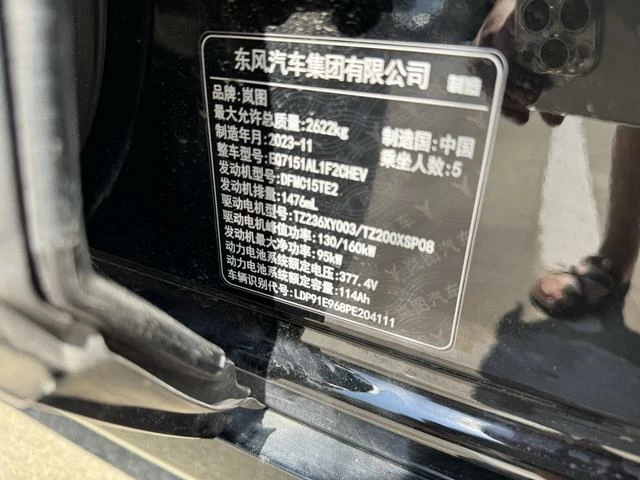 东风汽车集团有限公司 制造
品牌:岚图
最大允许总质量:2622kg 制造国:中国
制造年月:2023-11 乘坐人数:5
整车型号:EQ7151AL1F2CHEV
发动机型号:DFMC15TE2
发动机排量:1476mL
驱动电机型号:TZ236XY003/TZ200XSP08
驱动电机峰值功率:130/160kW
发动机最大净功率:95kW
动力电池系统额定电压:377.4V
动力电池系统额定容量:114Ah
车辆识别代号:LDP91E968PE204111